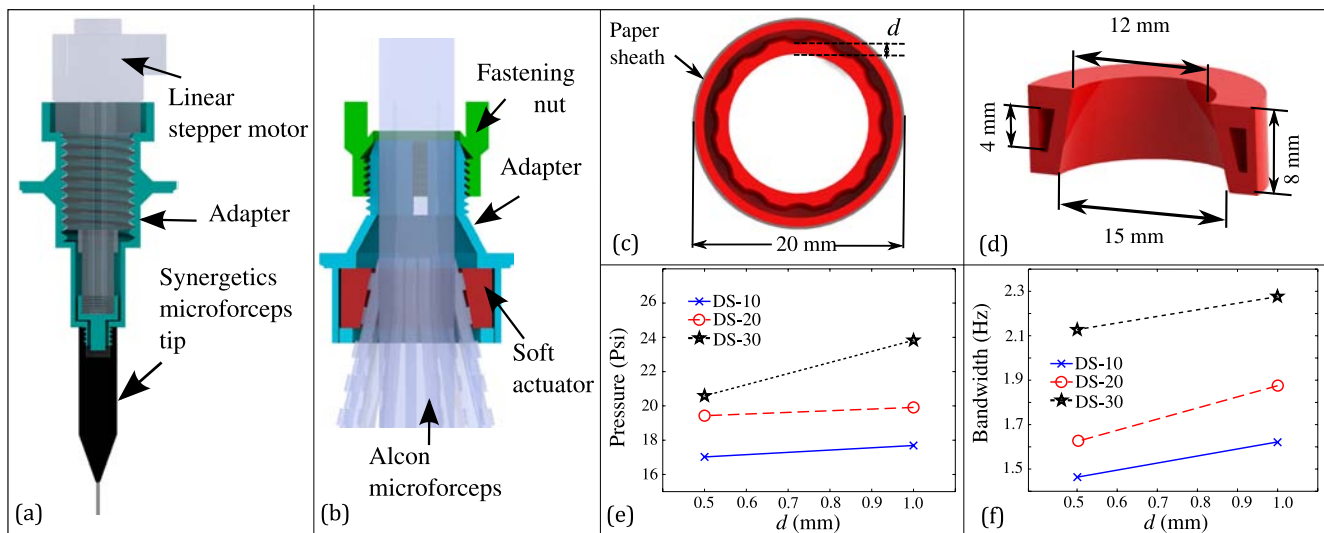 Linear
stepper motor
Adapter
Synergetics
microforceps
tip
(a)
Fastening
nut
Adapter
Soft
actuator
Alcon
microforceps
(b)
Paper
sheath
d
20 mm
(c)
12 mm
4 mm
8 mm
15 mm
(d)
Pressure (Psi)
26
24
22
20
18
16
DS-10
DS-20
DS-30
0.5 0.6 0.7 0.8 0.9 1.0
d (mm)
(e)
Bandwidth (Hz)
2.3
2.1
1.9
1.7
1.5
DS-10
DS-20
DS-30
0.5 0.6 0.7 0.8 0.9 1.0
d (mm)
(f)